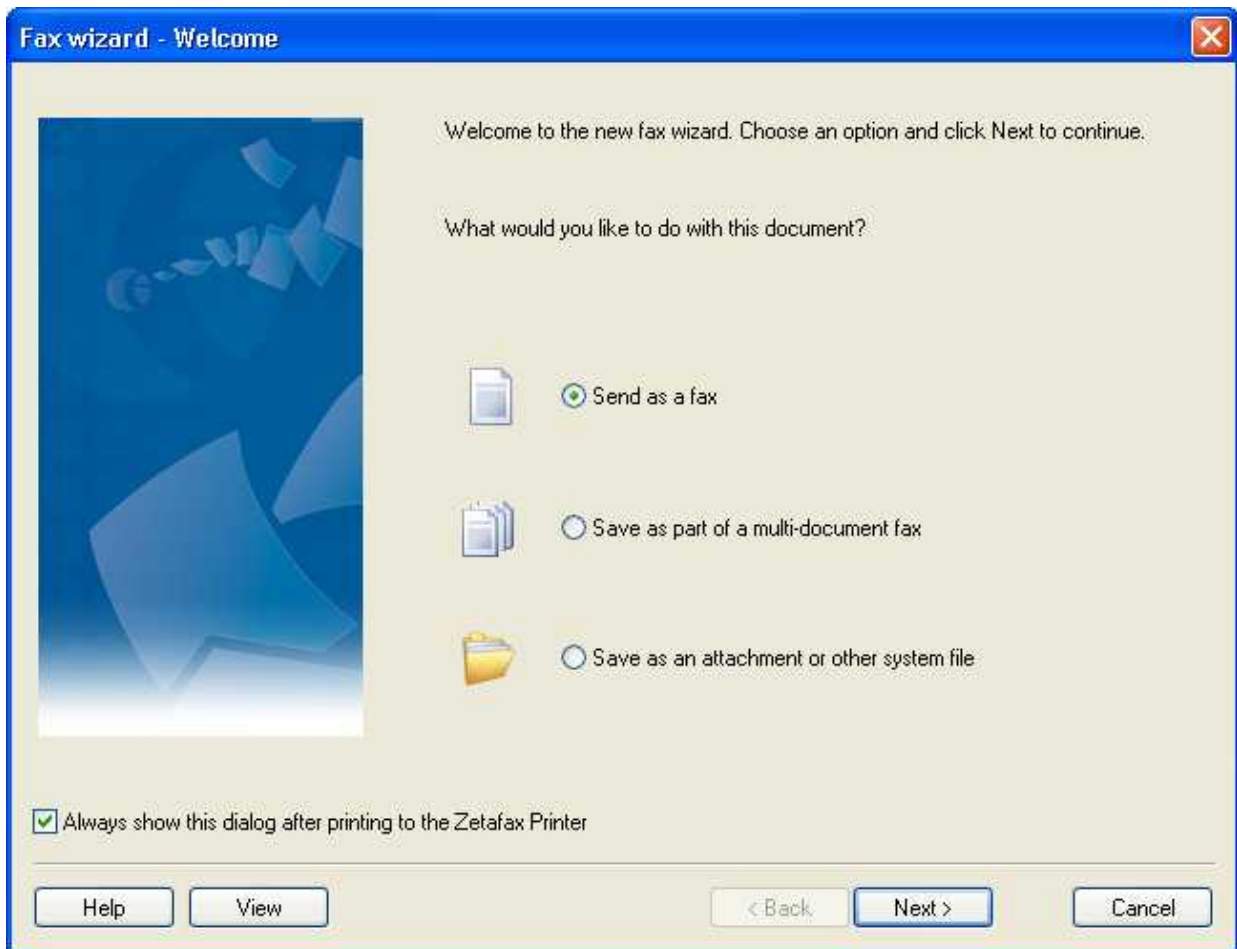 Fax wizard - Welcome
Welcome to the new fax wizard. Choose an option and click Next to continue.
What would you like to do with this document?
Send as a fax
Save as part of a multi-document fax
Save as an attachment or other system file
Always show this dialog after printing to the Zetafax Printer
Help View < Back Next > Cancel